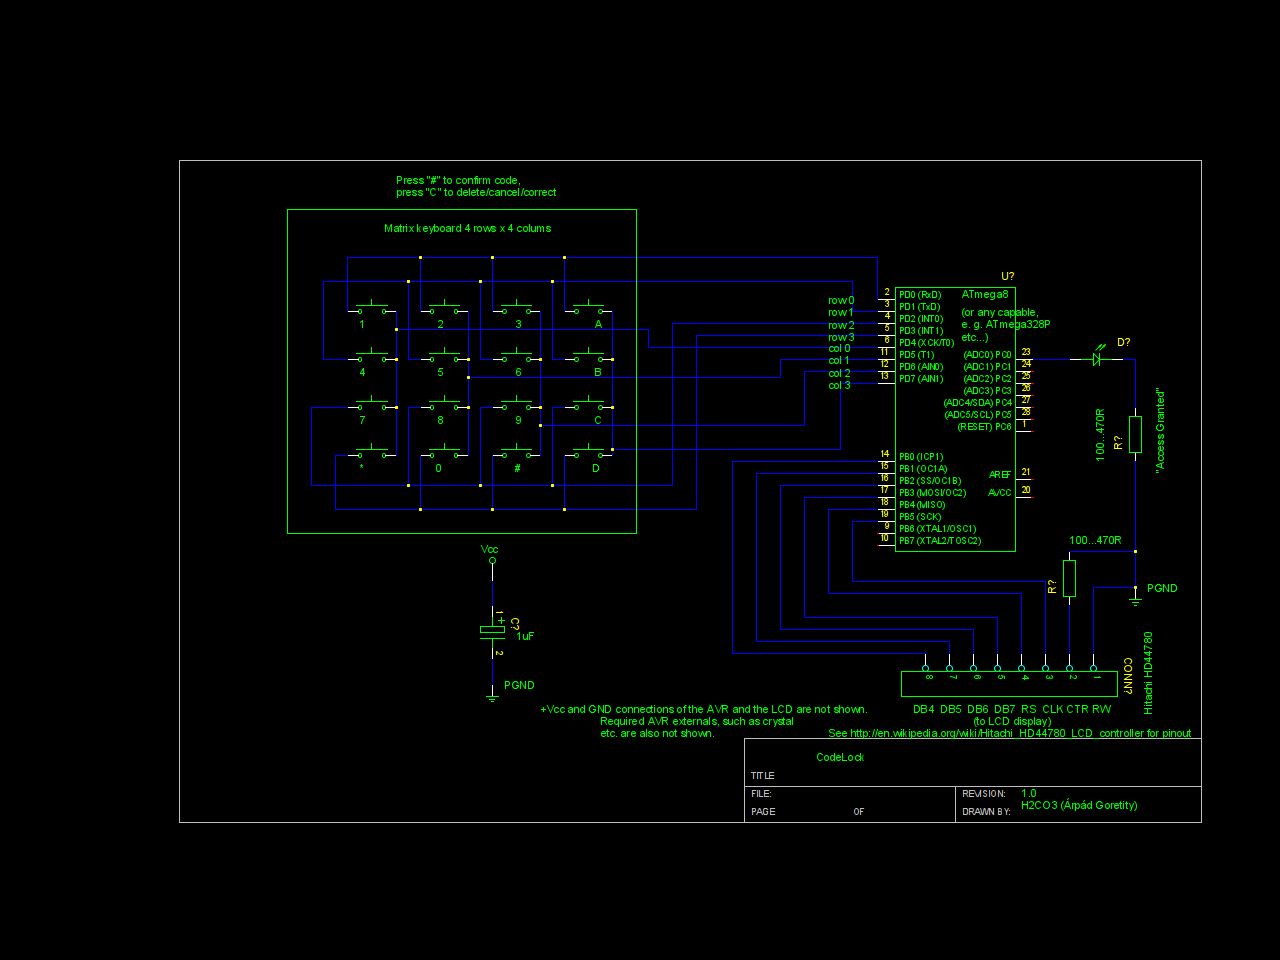 Press "#" to confirm code,
press "C" to delete/cancel/correct
Matrix keyboard 4 rows x 4 colums
1 2 3 A
4 5 6 B
7 8 9 C
* 0 # D
row 0
row 1
row 2
row 3
col 0
col 1
col 2
col 3
U?
ATmega8
(or any capable,
e. g. ATmega328P
etc...)
2 PD0 (RxD)
3 PD1 (TxD)
4 PD2 (INT0)
5 PD3 (INT1)
6 PD4 (XCK/T0)
11 PD5 (T1)
12 PD6 (AIN0)
13 PD7 (AIN1)
(ADC0) PC0 23
(ADC1) PC1 24
(ADC2) PC2 25
(ADC3) PC3 26
(ADC4/SDA) PC4 27
(ADC5/SCL) PC5 28
(RESET) PC6 1
14 PB0 (ICP1)
15 PB1 (OC1A)
16 PB2 (SS/OC1B)
17 PB3 (MOSI/OC2)
18 PB4 (MISO)
19 PB5 (SCK)
9 PB6 (XTAL1/OSC1)
10 PB7 (XTAL2/TOSC2)
AREF 21
AVCC 20
D?
100...470R
R?
"Access Granted"
100...470R
R?
PGND
Vcc
1
+
C?
1uF
2
PGND
8 7 6 5 4 3 2 1
CONN?
Hitachi HD44780
DB4 DB5 DB6 DB7 RS CLK CTR RW
(to LCD display)
See http://en.wikipedia.org/wiki/Hitachi_HD44780_LCD_controller for pinout
+Vcc and GND connections of the AVR and the LCD are not shown.
Required AVR externals, such as crystal
etc. are also not shown.
CodeLock
TITLE
FILE:
PAGE OF
REVISION: 1.0
DRAWN BY: H2CO3 (Árpád Goretity)